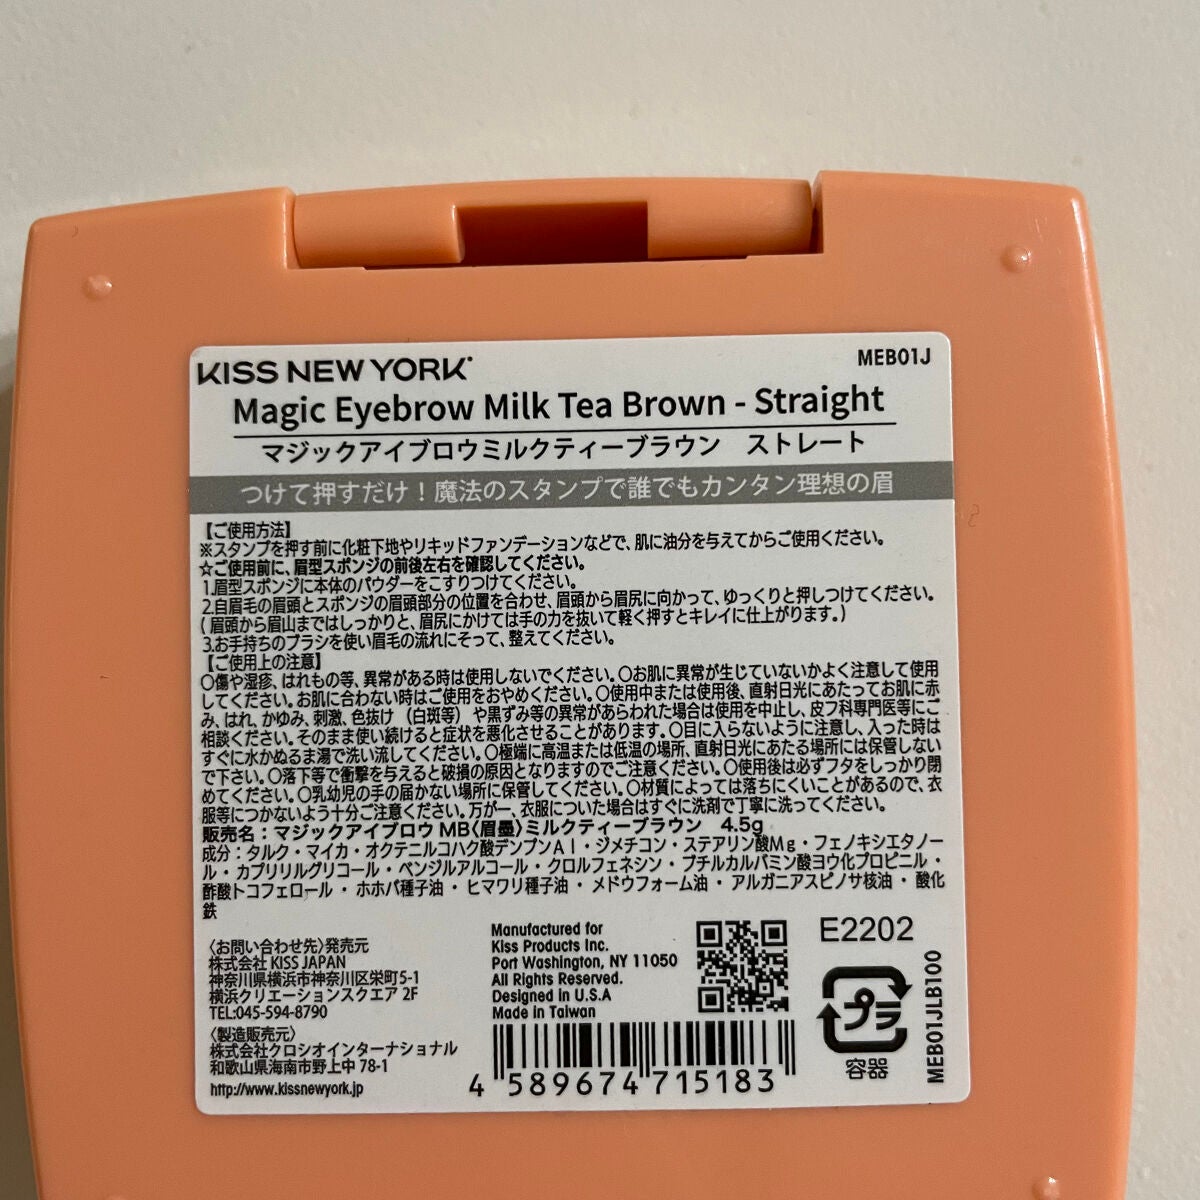 KISS NEW YORK
MEB01J
Magic Eyebrow Milk Tea Brown - Straight
マジックアイブロウミルクティーブラウン ストレート
つけて押すだけ！魔法のスタンプで誰でもカンタン理想の眉
【ご使用方法】
※スタンプを押す前に化粧下地やリキッドファンデーションなどで、肌に油分を与えてからご使用ください。
☆ご使用前に、眉型スポンジの前後左右を確認してください。
1.眉型スポンジに本体のパウダーをこすりつけてください。
2.自眉毛の眉頭とスポンジの眉頭部分の位置を合わせ、眉頭から眉尻に向かって、ゆっくりと押しつけてください。
(眉頭から眉山まではしっかりと、眉尻にかけては手の力を抜いて軽く押すとキレイに仕上がります。)
3.お手持ちのブラシを使い眉毛の流れにそって、整えてください。
【ご使用上の注意】
〇傷や湿疹、はれもの等、異常がある時は使用しないでください。〇お肌に異常が生じていないかよく注意して使用
してください。お肌に合わない時はご使用をおやめください。〇使用中または使用後、直射日光にあたってお肌に赤
み、はれ、かゆみ、刺激、色抜け（白斑等）や黒ずみ等の異常があらわれた場合は使用を中止し、皮フ科専門医等にご
相談ください。そのまま使い続けると症状を悪化させることがあります。〇目に入らないように注意し、入った時は
すぐに水かぬるま湯で洗い流してください。〇極端に高温または低温の場所、直射日光にあたる場所には保管しない
で下さい。〇落下等で衝撃を与えると破損の原因となりますのでご注意ください。〇使用後は必ずフタをしっかり閉
めてください。〇乳幼児の手の届かない場所に保管してください。〇材質によっては落ちにくいことがあるので、衣
服等につかないよう十分ご注意ください。万が一、衣服についた場合はすぐに洗剤で丁寧に洗ってください。
販売名：マジックアイブロウ MB〈眉墨〉ミルクティーブラウン 4.5g
成分：タルク・マイカ・オクテニルコハク酸デンプンＡｌ・ジメチコン・ステアリン酸Ｍｇ・フェノキシエタノー
ル・カプリリルグリコール・ベンジルアルコール・クロルフェネシン・ブチルカルバミン酸ヨウ化プロピニル・
酢酸トコフェロール・ホホバ種子油・ヒマワリ種子油・メドウフォーム油・アルガニアスピノサ核油・酸化
鉄
〈お問い合わせ先〉発売元
株式会社 KISS JAPAN
神奈川県横浜市神奈川区栄町5-1
横浜クリエーションスクエア 2F
TEL:045-594-8790
〈製造販売元〉
株式会社クロシオインターナショナル
和歌山県海南市野上中 78-1
http://www.kissnewyork.jp
Manufactured for
Kiss Products Inc.
Port Washington, NY 11050
All Rights Reserved.
Designed in U.S.A
Made in Taiwan
4 589674 715183
E2202
プラ
容器
MEB01JLB100